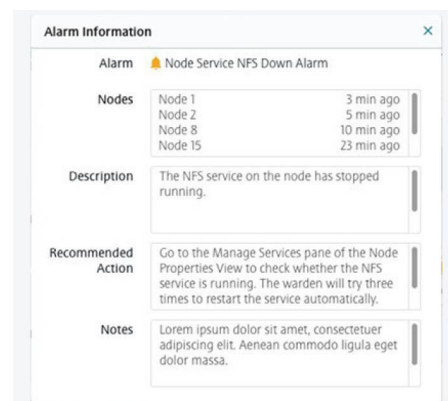 Alarm Information
Alarm Node Service NFS Down Alarm
Nodes Node 1 3 min ago
Node 2 5 min ago
Node 8 10 min ago
Node 15 23 min ago
Description The NFS service on the node has stopped
running.
Recommended Action Go to the Manage Services pane of the Node
Properties View to check whether the NFS
service is running. The warden will try three
times to restart the service automatically.
Notes Lorem ipsum dolor sit amet, consectetuer
adipiscing elit. Aenean commodo ligula eget
dolor massa.